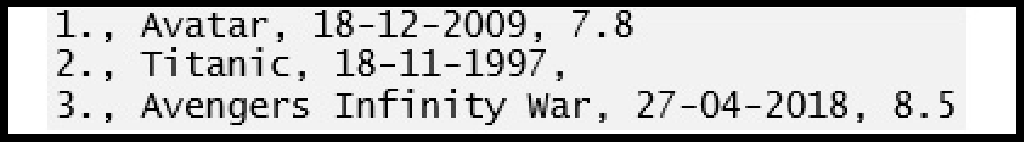 1., Avatar, 18-12-2009, 7.8
2., Titanic, 18-11-1997,
3., Avengers Infinity War, 27-04-2018, 8.5